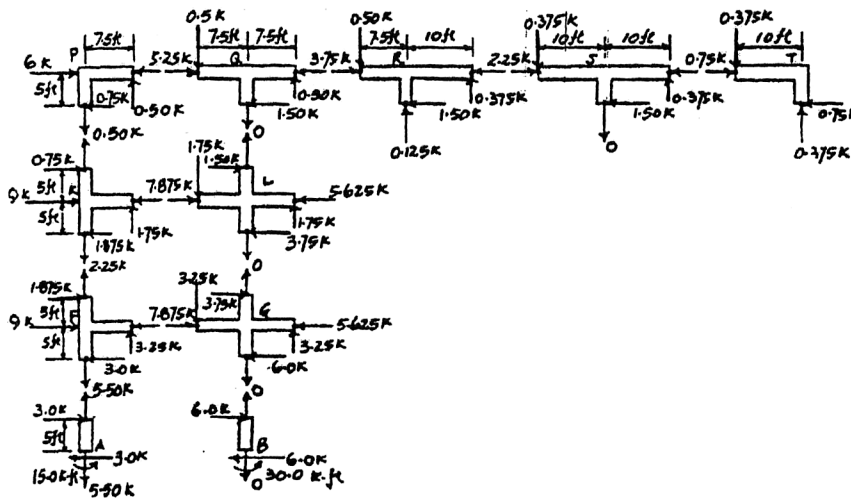 0.5K 0.50K 0.375K 0.375K
7.5ft 7.5ft 7.5ft 7.5ft 10ft 10ft 10ft 10ft
P Q R S T
6K 5.25K 3.75K 2.25K 0.75K
5ft 0.75K 0.50K 0.50K 0.375K 0.375K
1.50K 1.50K 1.50K 0.75K
0.50K 0 0.125K 0 0.375K
1.75K
0.75K 1.50K
5ft K L
9K 7.875K 5.625K
5ft 1.75K 1.75K
1.875K 3.75K
2.25K 0
3.25K
1.875K 3.75K
5ft F G
9K 7.875K 5.625K
5ft 3.25K 3.25K
3.0K 6.0K
5.50K 0
3.0K 6.0K
5ft
A B
3.0K 6.0K
15.0K.ft 30.0 K.ft
5.50K 0